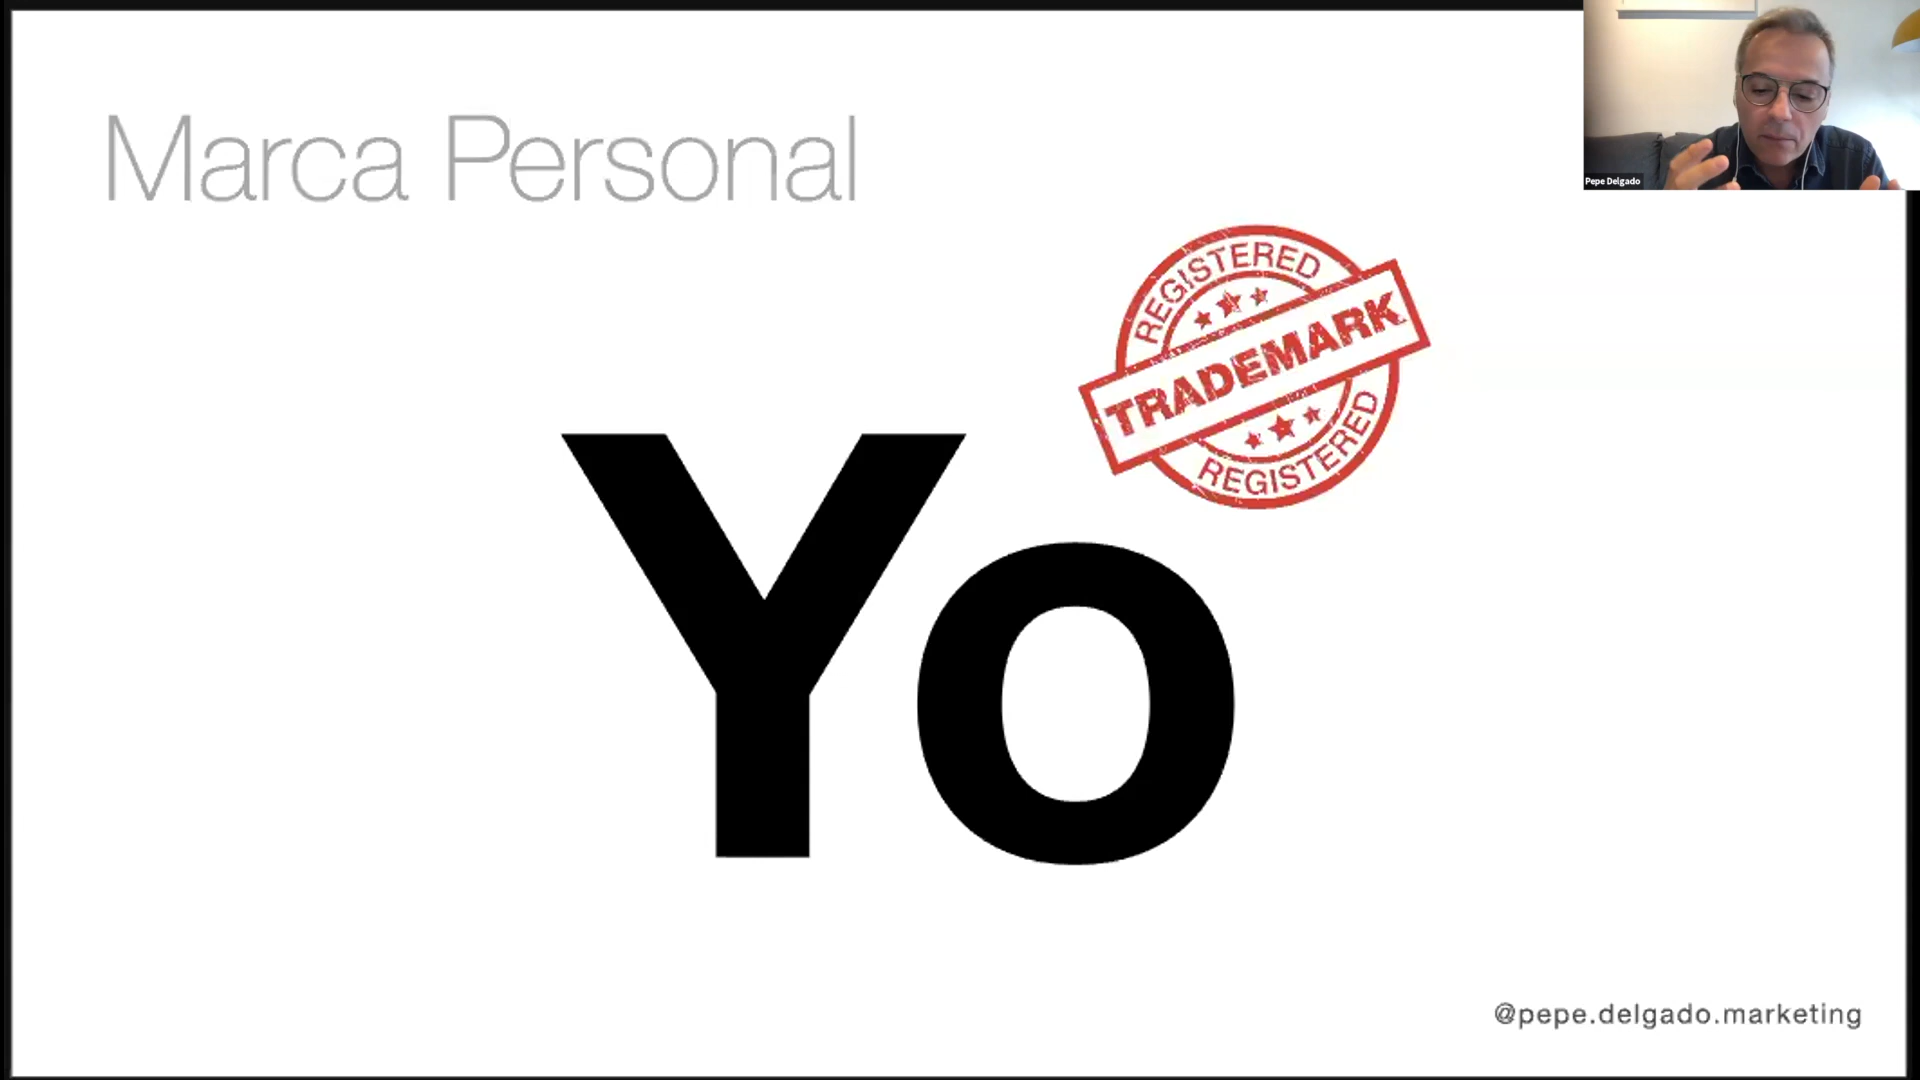 Marca Personal
Pepe Delgado
REGISTERED
TRADEMARK
REGISTERED
Yo
@pepe.delgado.marketing